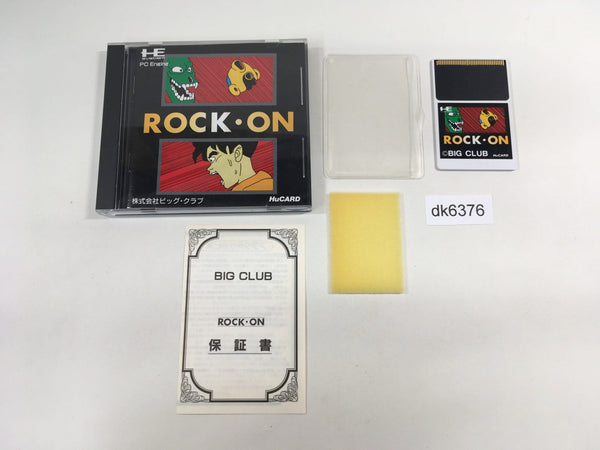 PC Engine
ROCK・ON
株式会社ビッグ・クラブ
HuCARD
ROCK・ON
©BIG CLUB HuCARD
dk6376
BIG CLUB
ROCK・ON
保証書